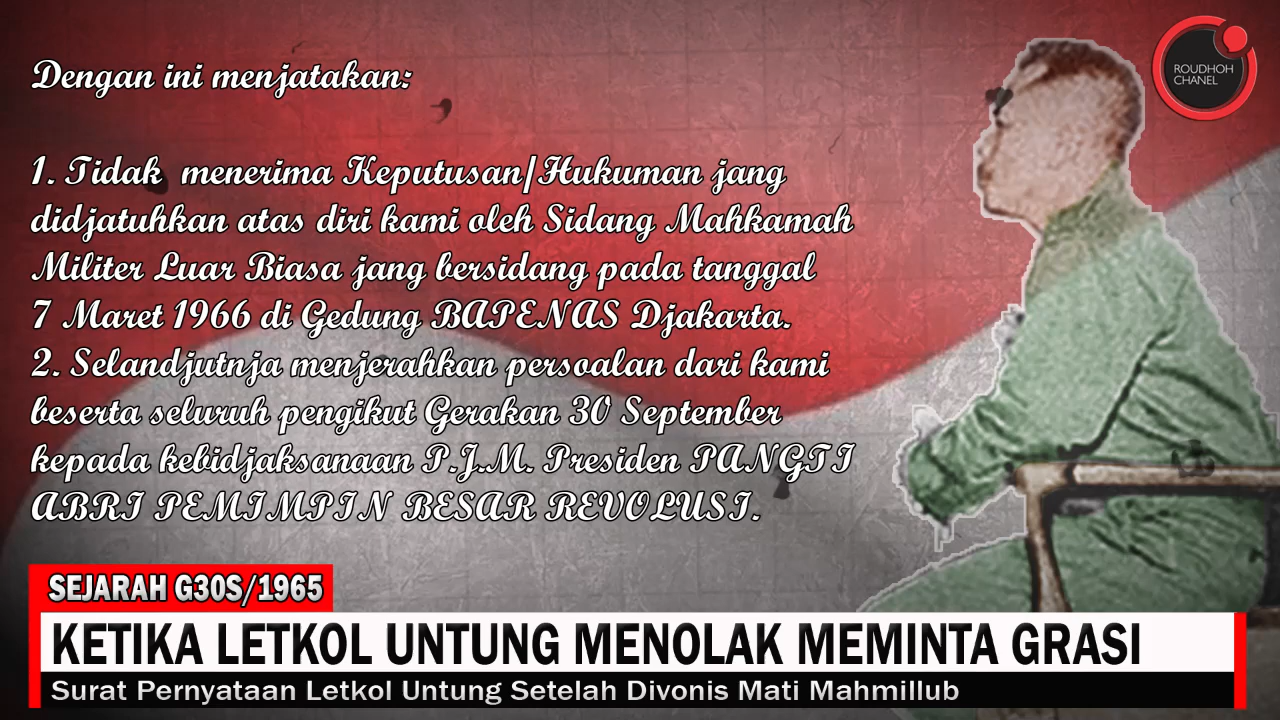 Dengan ini menjatakan:
1. Tidak menerima Keputusan/Hukuman jang
didjatuhkan atas diri kami oleh Sidang Mahkamah
Militer Luar Biasa jang bersidang pada tanggal
7 Maret 1966 di Gedung BAPENAS Djakarta.
2. Selandjutnja menjerahkan persoalan dari kami
beserta seluruh pengikut Gerakan 30 September
kepada kebidjaksanaan P.J.M. Presiden PANGTI
ABRI PEMIMPIN BESAR REVOLUSI.
ROUDHOH
CHANEL
SEJARAH G30S/1965
KETIKA LETKOL UNTUNG MENOLAK MEMINTA GRASI
Surat Pernyataan Letkol Untung Setelah Divonis Mati Mahmillub